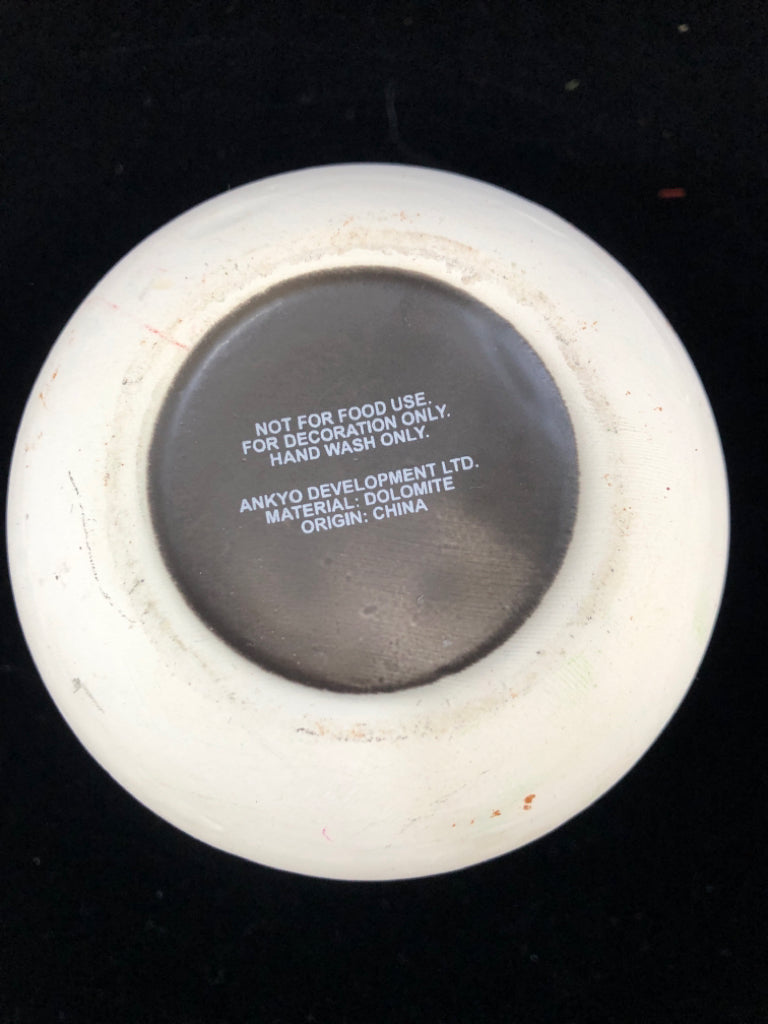 NOT FOR FOOD USE.
FOR DECORATION ONLY.
HAND WASH ONLY.
ANKYO DEVELOPMENT LTD.
MATERIAL: DOLOMITE
ORIGIN: CHINA